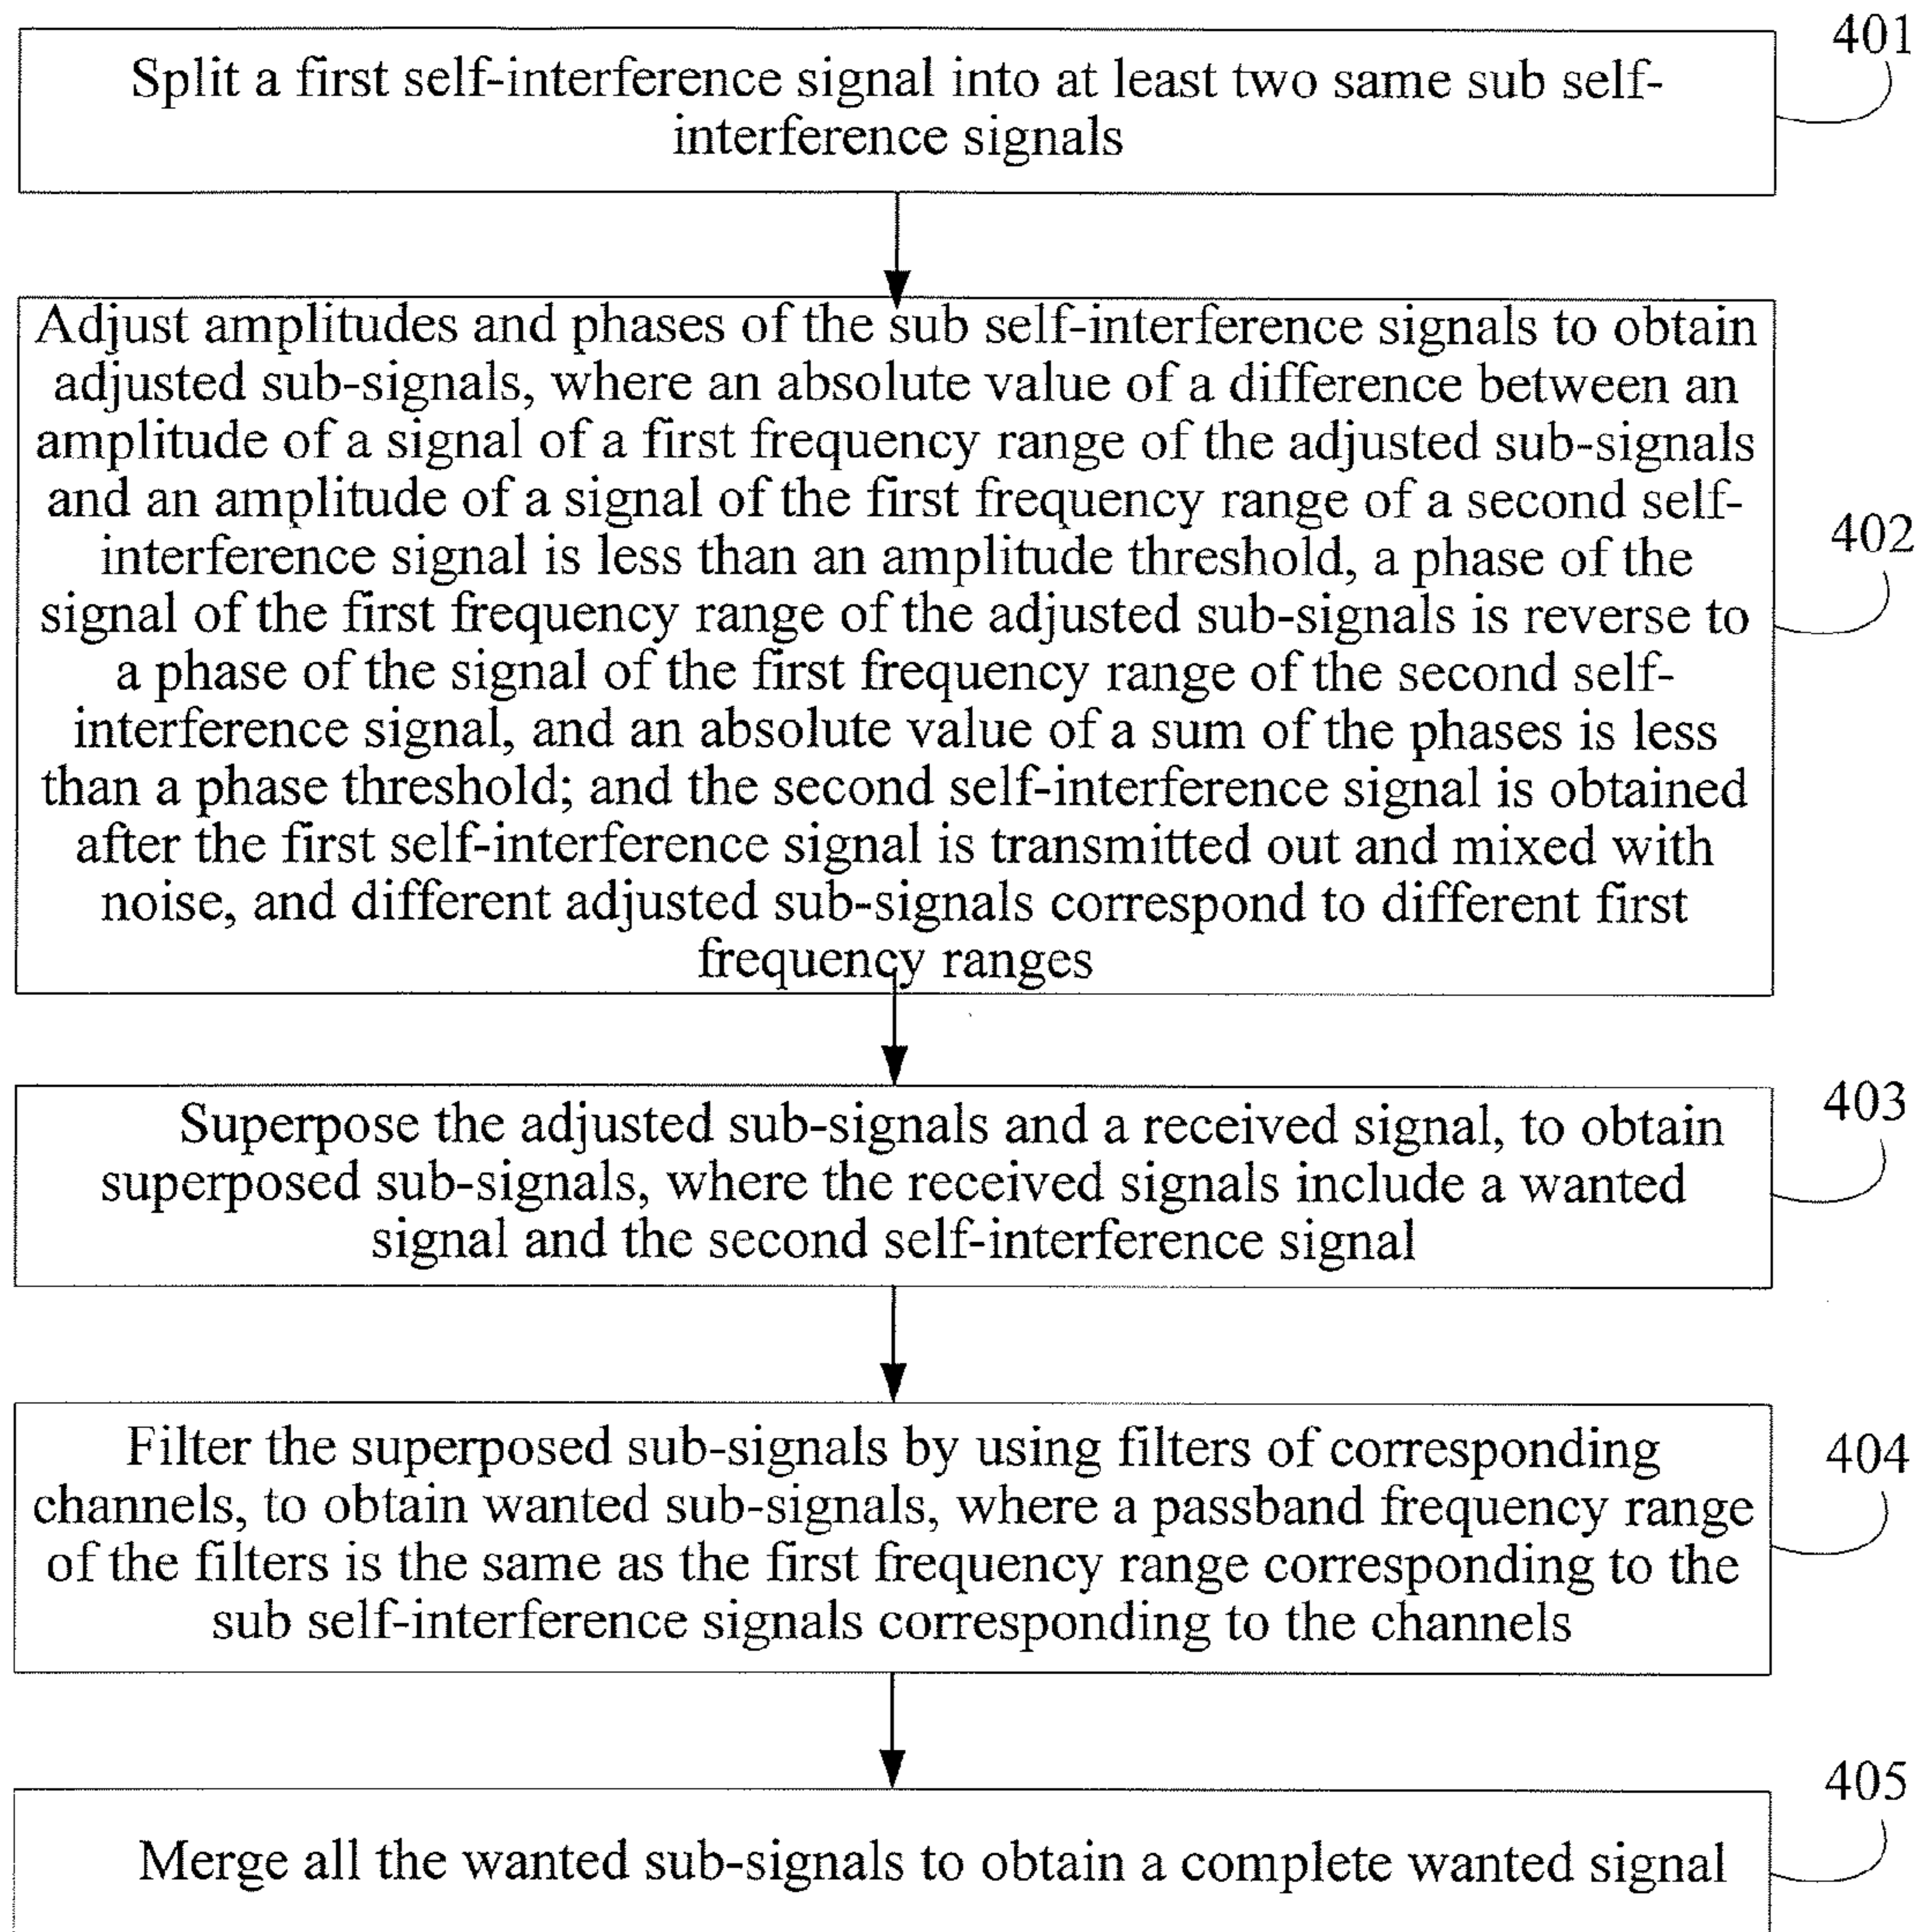 401
Split a first self-interference signal into at least two same sub self-
interference signals
Adjust amplitudes and phases of the sub self-interference signals to obtain
adjusted sub-signals, where an absolute value of a difference between an
amplitude of a signal of a first frequency range of the adjusted sub-signals
and an amplitude of a signal of the first frequency range of a second self-
interference signal is less than an amplitude threshold, a phase of the
signal of the first frequency range of the adjusted sub-signals is reverse to
a phase of the signal of the first frequency range of the second self-
interference signal, and an absolute value of a sum of the phases is less
than a phase threshold; and the second self-interference signal is obtained
after the first self-interference signal is transmitted out and mixed with
noise, and different adjusted sub-signals correspond to different first
frequency ranges
402
Superpose the adjusted sub-signals and a received signal, to obtain
superposed sub-signals, where the received signals include a wanted
signal and the second self-interference signal
403
Filter the superposed sub-signals by using filters of corresponding
channels, to obtain wanted sub-signals, where a passband frequency range
of the filters is the same as the first frequency range corresponding to the
sub self-interference signals corresponding to the channels
404
Merge all the wanted sub-signals to obtain a complete wanted signal
405